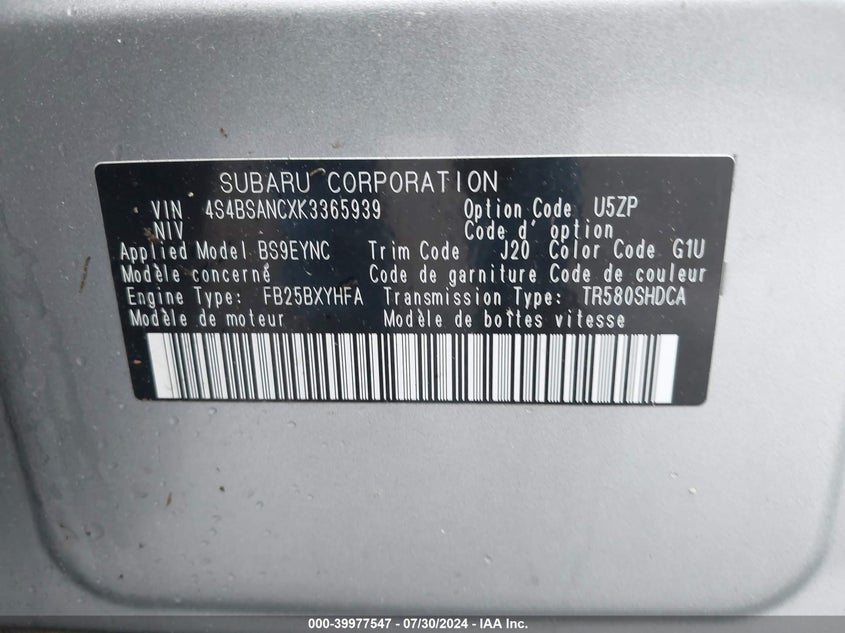 SUBARU CORPORATION
VIN 4S4BSANCXK3365939 Option Code U5ZP
NIV Code d'option
Applied Model BS9EYNC Trim Code J20 Color Code G1U
Modèle concerné Code de garniture Code de couleur
Engine Type: FB25BXYHFA Transmission Type: TR580SHDCA
Modèle de moteur Modèle de boîtes vitesse
000-39977547 - 07/30/2024 - IAA Inc.